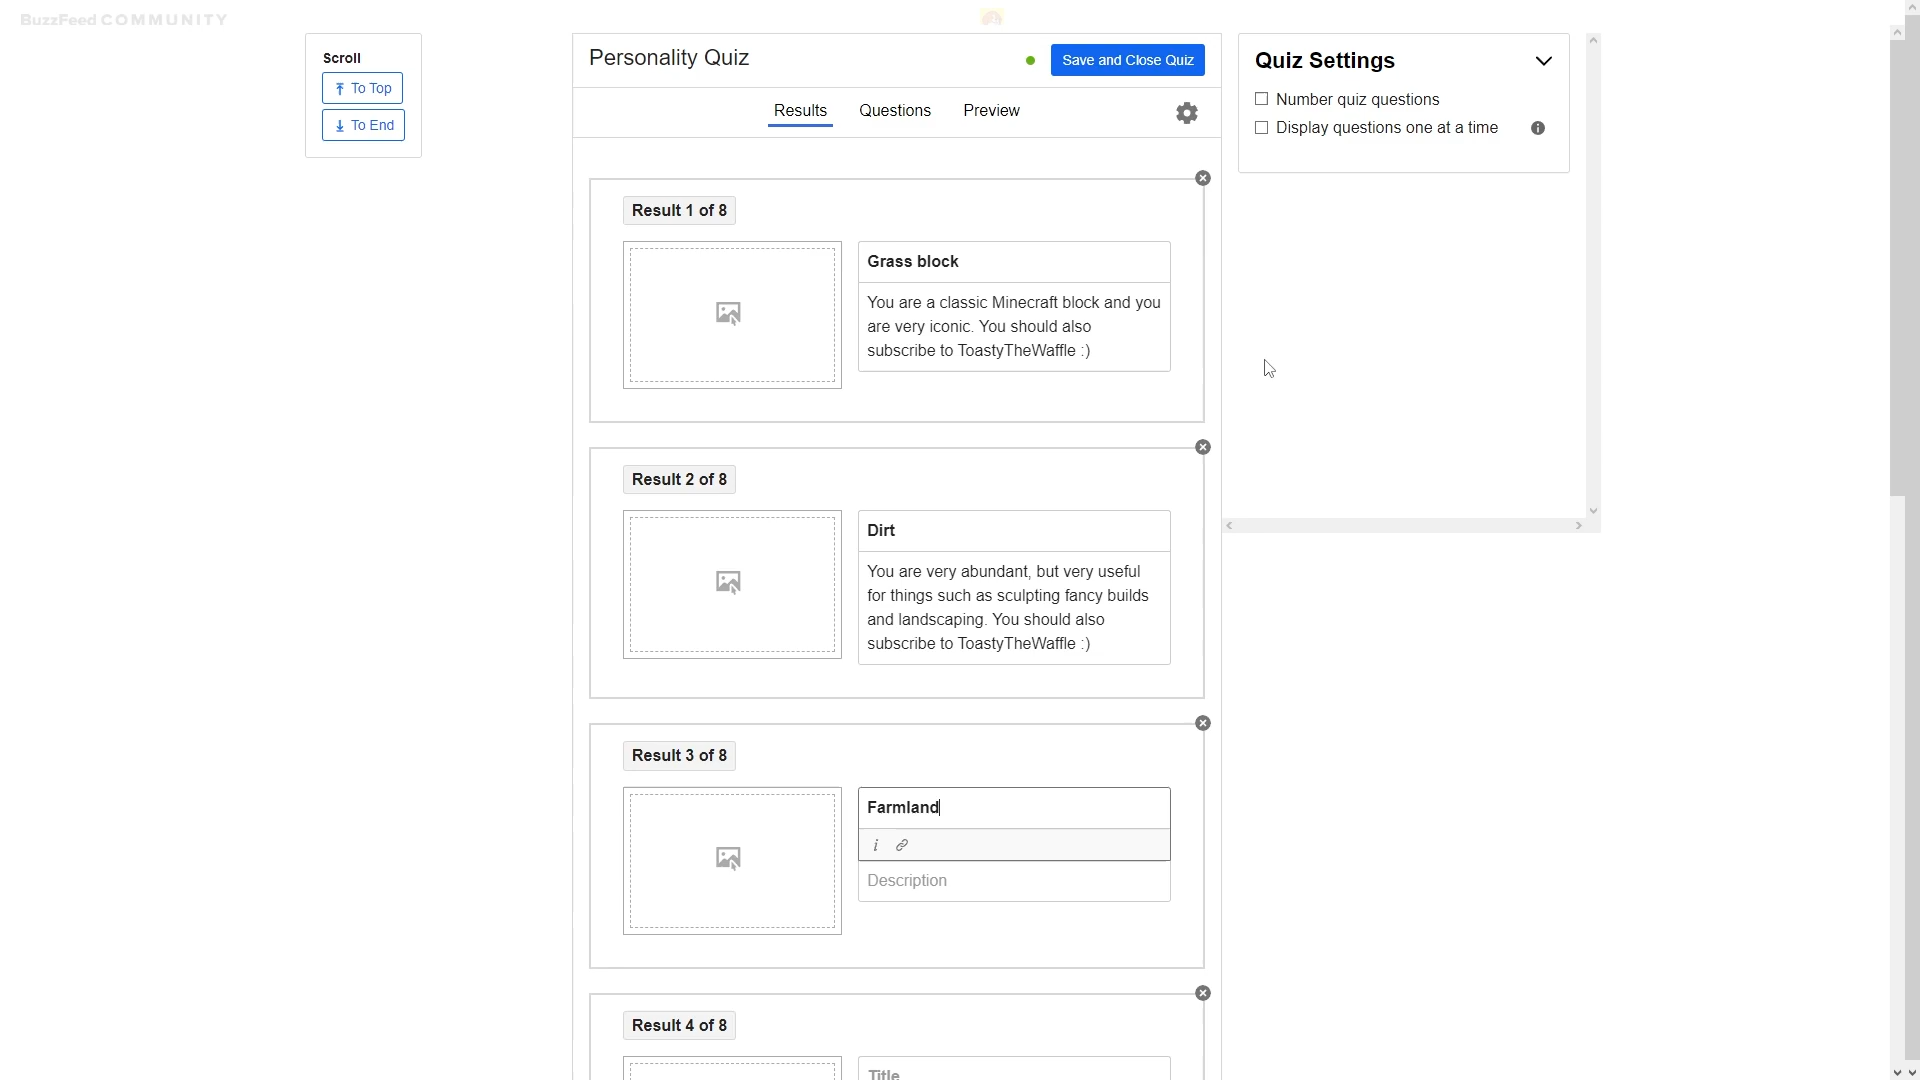 BuzzFeed COMMUNITY
Scroll
To Top
To End
Personality Quiz
Save and Close Quiz
Results
Questions
Preview
Quiz Settings
Number quiz questions
Display questions one at a time
Result 1 of 8
Grass block
You are a classic Minecraft block and you
are very iconic. You should also
subscribe to ToastyTheWaffle :)
Result 2 of 8
Dirt
You are very abundant, but very useful
for things such as sculpting fancy builds
and landscaping. You should also
subscribe to ToastyTheWaffle :)
Result 3 of 8
Farmland
i
Description
Result 4 of 8
Title